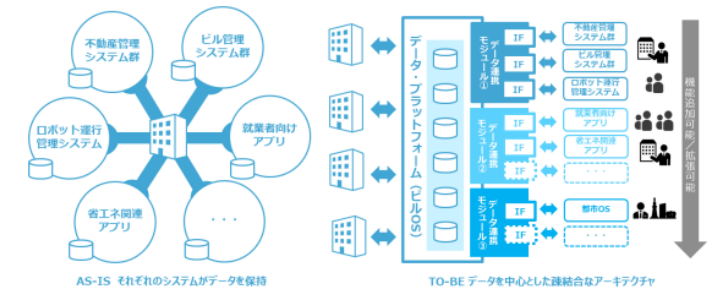 不動産管理
システム群
ビル管理
システム群
ロボット運行
管理システム
就業者向け
アプリ
省エネ関連
アプリ
・・・
AS-IS それぞれのシステムがデータを保持
データ・プラットフォーム（ビルOS）
データ連携
モジュール①
IF
不動産管理
システム群
IF
ビル管理
システム群
IF
ロボット運行
管理システム
データ連携
モジュール②
IF
就業者向け
アプリ
IF
省エネ関連
アプリ
IF
・・・
データ連携
モジュール③
IF
都市OS
IF
・・・
機能追加可能／拡張可能
TO-BE データを中心とした疎結合なアーキテクチャ